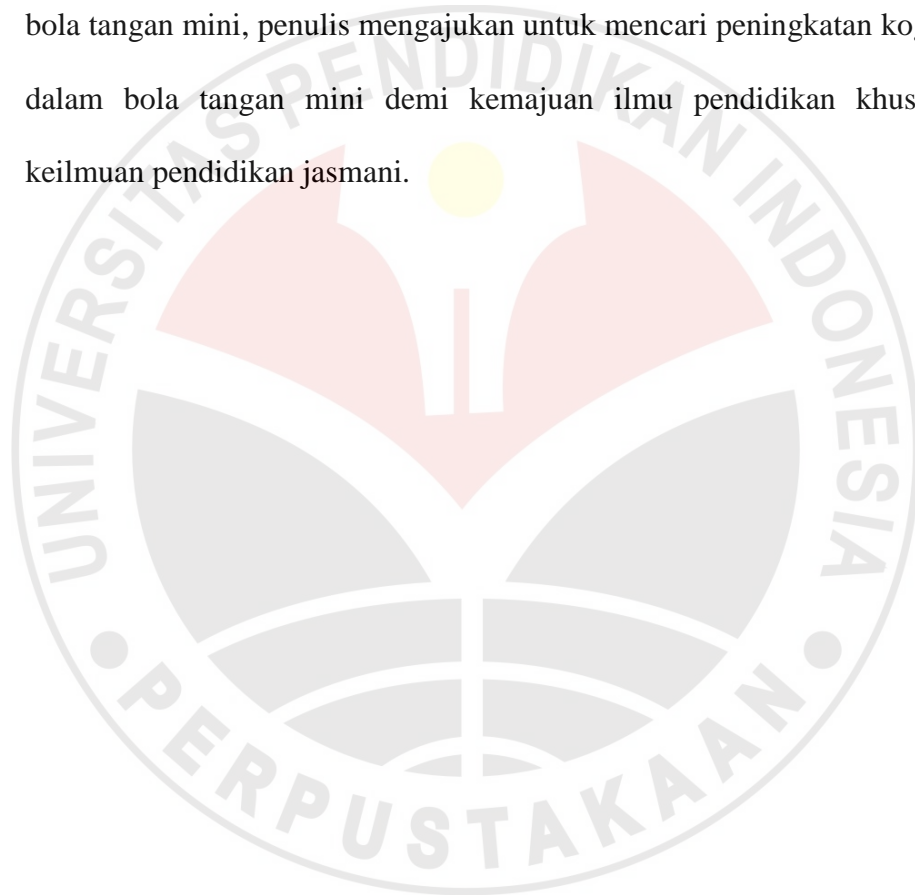 bola tangan mini, penulis mengajukan untuk mencari peningkatan
dalam bola tangan mini demi kemajuan ilmu pendidikan
keilmuan pendidikan jasmani.
UNIVERSITAS PENDIDIKAN INDONESIA
PERPUSTAKAAN